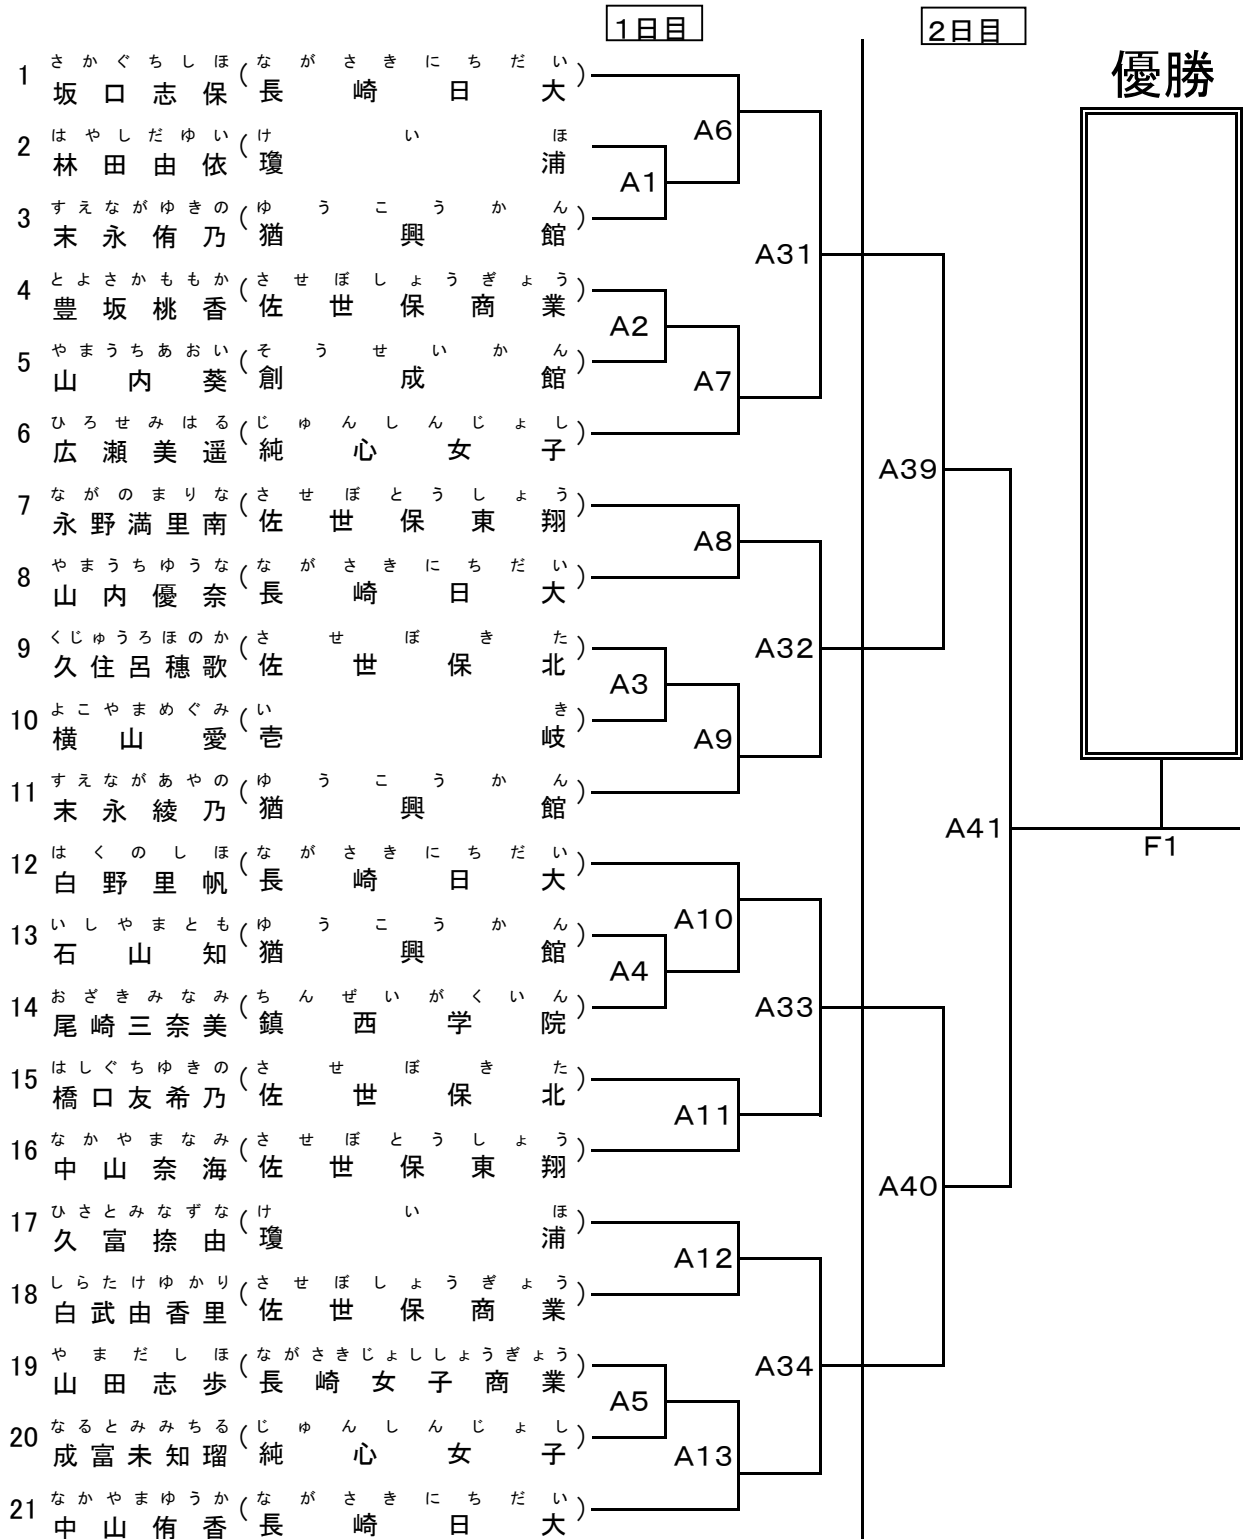 1日目
2日目
優勝
1 さかぐちしほ(ながさきにちだい)
坂口志保 長崎日大
A6
2 はやしだゆい(けいほ)
林田由依 瓊浦
A1
3 すえながゆきの(ゆうこうかん)
末永侑乃 猶興館
A31
4 とよさかももか(させぼしょうぎょう)
豊坂桃香 佐世保商業
A2
5 やまうちあおい(そうせいかん)
山内葵 創成館
A7
6 ひろせみはる(じゅんしんじょし)
広瀬美遥 純心女子
A39
7 ながのまりな(させぼとうしょう)
永野満里南 佐世保東翔
A8
8 やまうちゆうな(ながさきにちだい)
山内優奈 長崎日大
9 くじゅうろほのか(させぼきた)
久住呂穂歌 佐世保北
A32
A3
10 よこやまめぐみ(いき)
横山愛 壱岐
A9
11 すえながあやの(ゆうこうかん)
末永綾乃 猶興館
A41
F1
12 はくのしほ(ながさきにちだい)
白野里帆 長崎日大
A10
13 いしやまとも(ゆうこうかん)
石山知 猶興館
A4
14 おざきみなみ(ちんぜいがくいん)
尾崎三奈美 鎮西学院
A33
15 はしぐちゆきの(させぼきた)
橋口友希乃 佐世保北
A11
16 なかやまなみ(させぼとうしょう)
中山奈海 佐世保東翔
A40
17 ひさとみなずな(けいほ)
久富捺由 瓊浦
A12
18 しらたけゆかり(させぼしょうぎょう)
白武由香里 佐世保商業
19 やまだしほ(ながさきじょししょうぎょう)
山田志歩 長崎女子商業
A34
A5
20 なるとみみちる(じゅんしんじょし)
成富未知瑠 純心女子
A13
21 なかやまゆうか(ながさきにちだい)
中山侑香 長崎日大